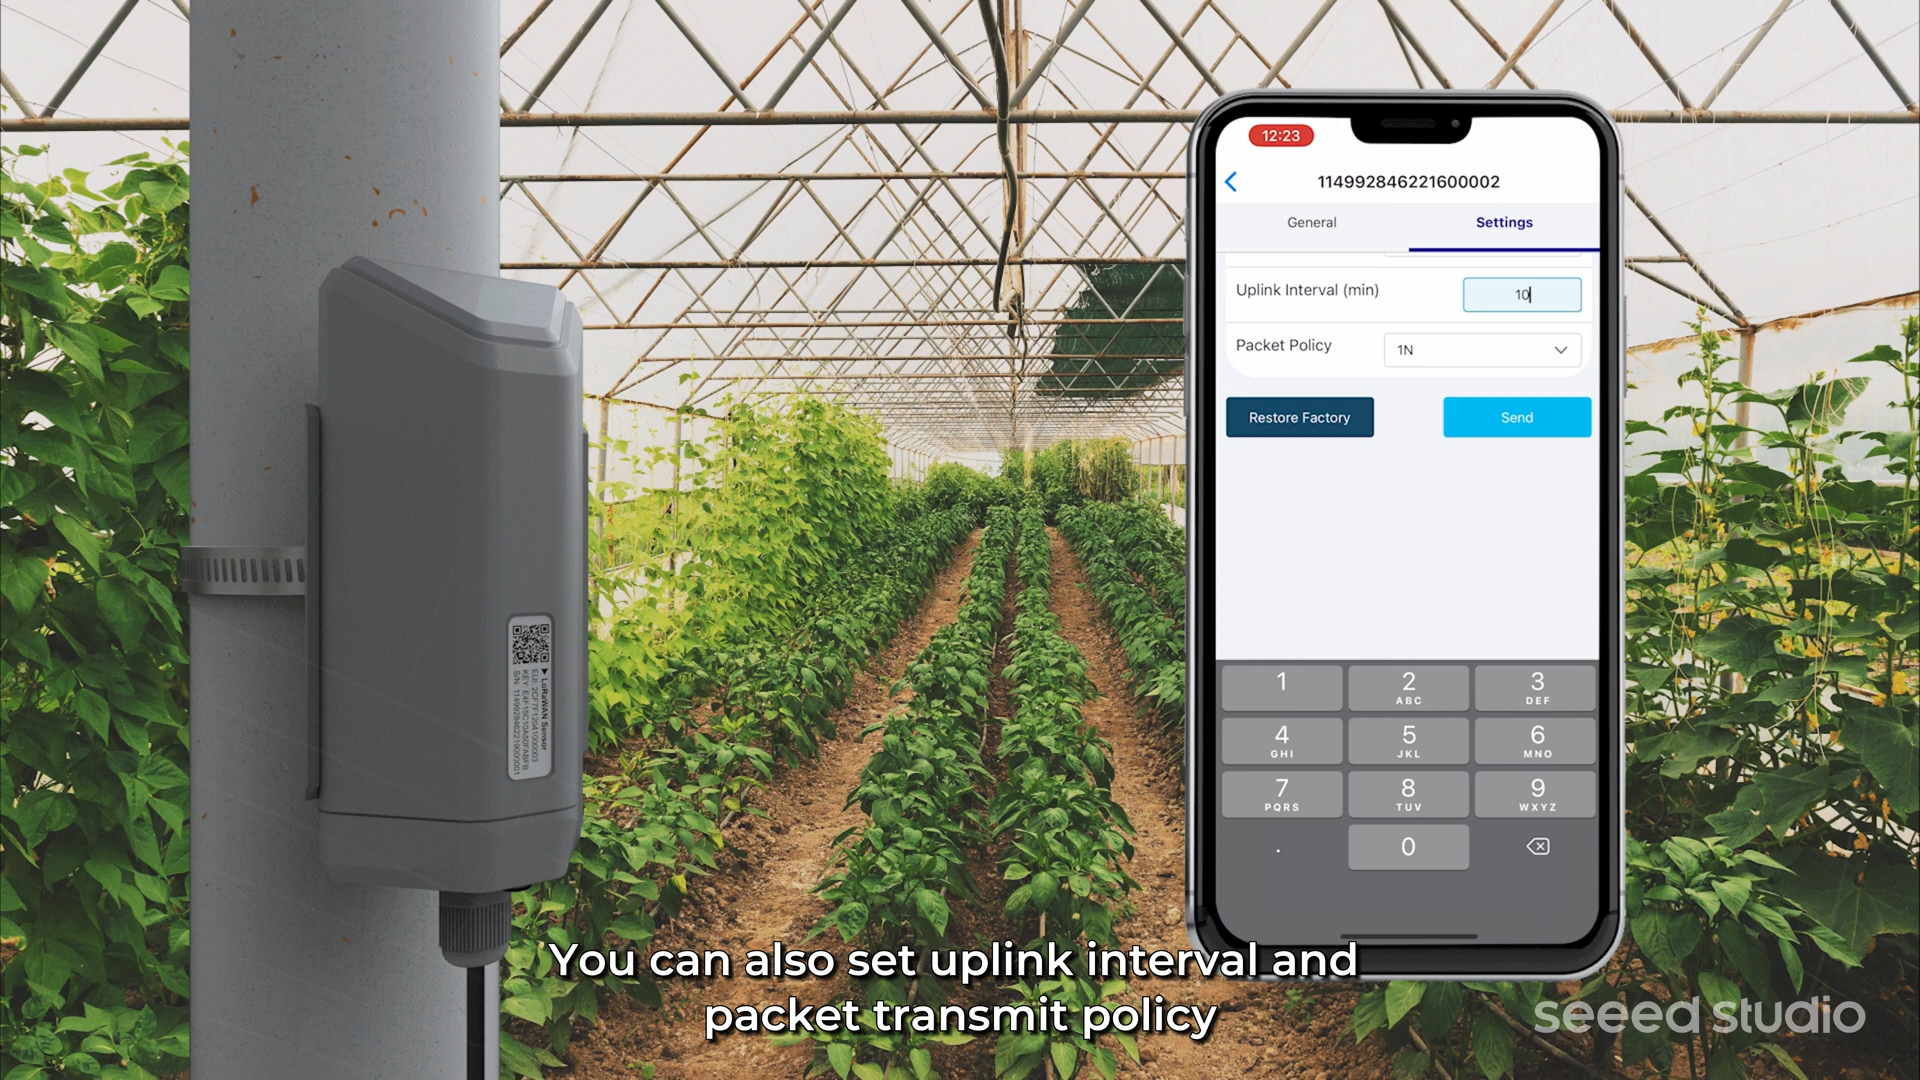 12:23
114992846221600002
General
Settings
Uplink Interval (min)
10
Packet Policy
1N
Restore Factory
Send
1
2
ABC
3
DEF
4
GHI
5
JKL
6
MNO
7
PQRS
8
TUV
9
WXYZ
.
0
LoRaWAN Sensor
You can also set uplink interval and
packet transmit policy
seeed studio